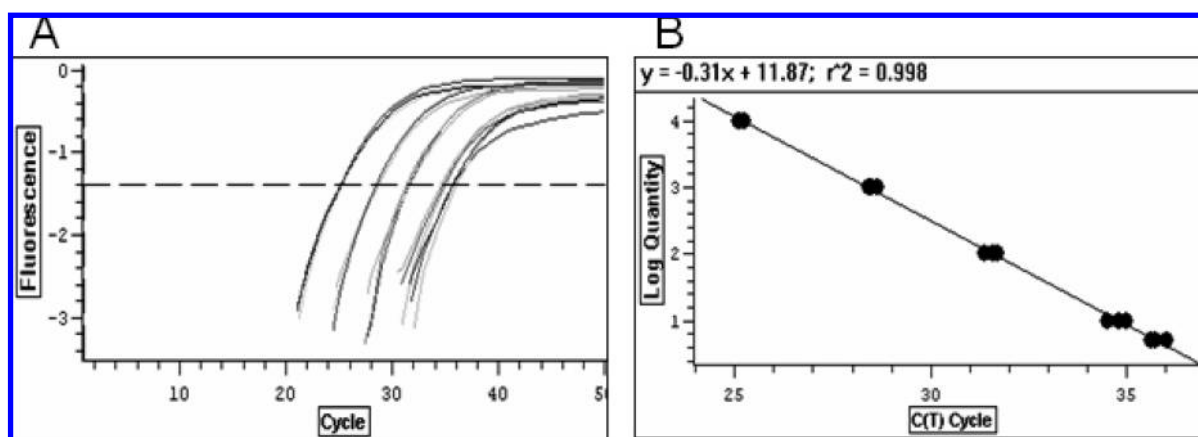 A
B
0
-1
-2
-3
Fluorescence
10
20
30
40
Cycle
y = -0.31x + 11.87; r^2 = 0.998
4
3
2
1
Log Quantity
25
30
35
C(T) Cycle